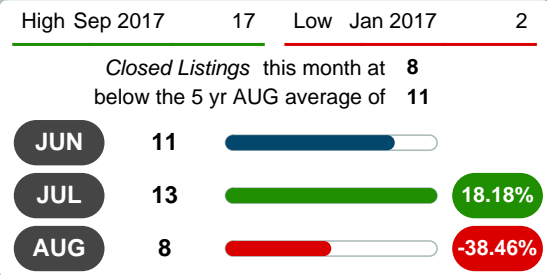 High Sep 2017 17 Low Jan 2017 2
Closed Listings this month at 8
below the 5 yr AUG average of 11
JUN 11
JUL 13 18.18%
AUG 8 -38.46%